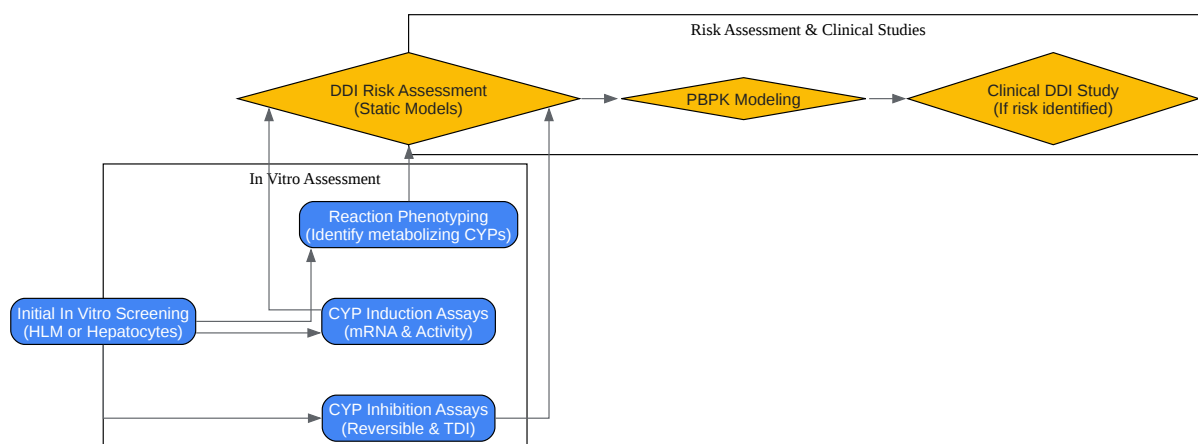 Risk Assessment & Clinical Studies
DDI Risk Assessment
(Static Models)
PBPK Modeling
Clinical DDI Study
(If risk identified)
In Vitro Assessment
Reaction Phenotyping
(Identify metabolizing CYPs)
Initial In Vitro Screening
(HLM or Hepatocytes)
CYP Induction Assays
(mRNA & Activity)
CYP Inhibition Assays
(Reversible & TDI)